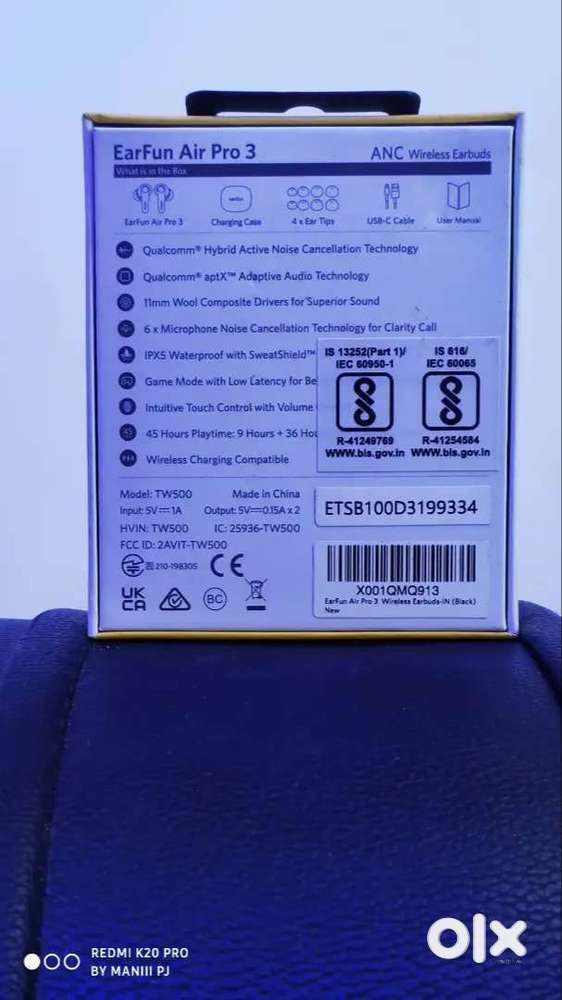 EarFun Air Pro 3
ANC Wireless Earbuds
What is in the Box
EarFun Air Pro 3
Charging Case
4 x Ear Tips
USB-C Cable
User Manual
Qualcomm® Hybrid Active Noise Cancellation Technology
Qualcomm® aptX™ Adaptive Audio Technology
11mm Wool Composite Drivers for Superior Sound
6 x Microphone Noise Cancellation Technology for Clarity Call
IPX5 Waterproof with SweatShield™
Game Mode with Low Latency for Be
Intuitive Touch Control with Volume
45 Hours Playtime: 9 Hours + 36 Hou
Wireless Charging Compatible
IS 13252(Part 1)/
IEC 60950-1
R-41249769
www.bis.gov.in
IS 616/
IEC 60065
R-41254584
www.bis.gov.in
Model: TW500
Made in China
Input: 5V⎓1A
Output: 5V⎓0.15A x 2
HVIN: TW500
IC: 25936-TW500
FCC ID: 2AVIT-TW500
210-198305
CE
UK
CA
BC
ETSB100D3199334
X001QMQ913
EarFun Air Pro 3 Wireless Earbuds-IN (Black)
New
REDMI K20 PRO
BY MANIII PJ
olx
INDIA